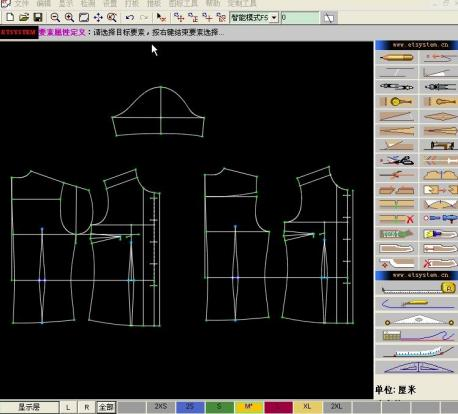 文件 编辑 显示 检测 设置 打板 推板 图标工具 帮助 定制工具
智能模式F5 0
ETSYSTEM 要素属性定义：请选择目标要素，按右键结束要素选择...
www.etsystem.cn
www.etsystem.cn
单位: 厘米
显示层 L R 全部 2XS 2S S M* XL 2XL